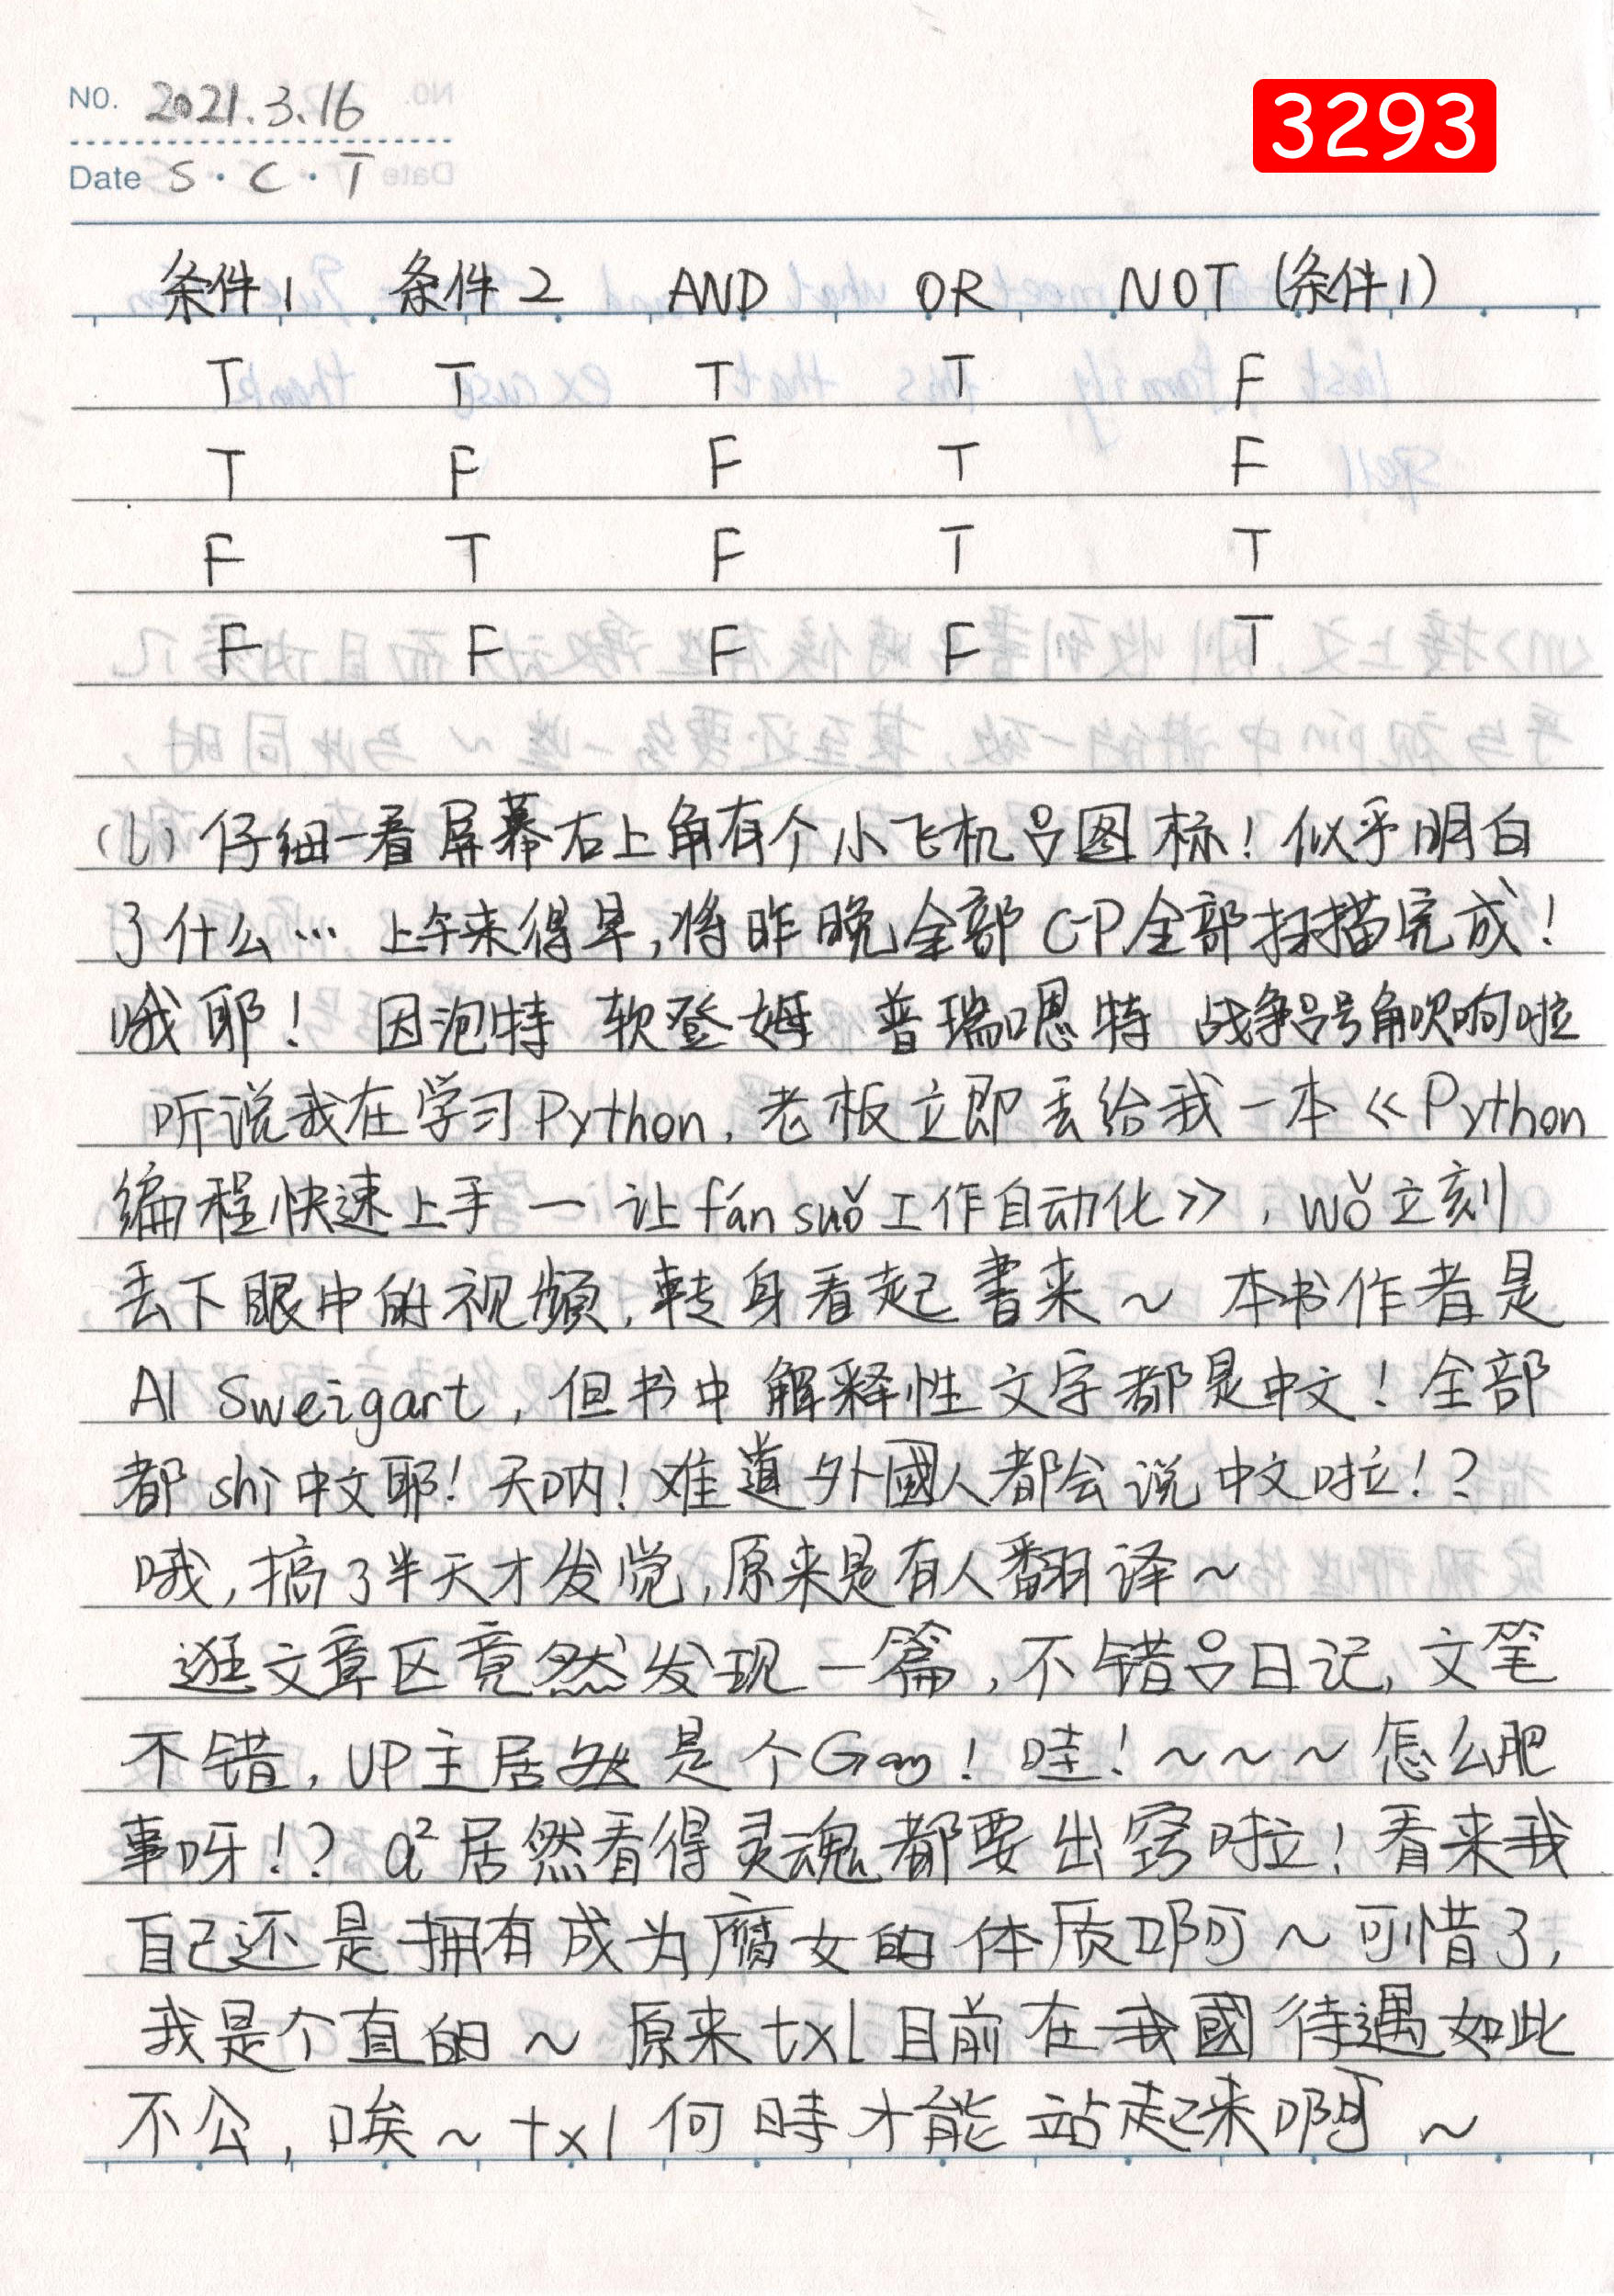 3293
NO. 2021.3.16
Date S·C·T
条件1 条件2 AND OR NOT (条件1)
T T T T F
T F F T F
F T F T T
F F F F T
(l) 仔细一看屏幕右上角有个小飞机图标！似乎明白
了什么… 上午来得早,将昨晚全部C-P全部扫描完成！
哦耶！ 因泡特 软登姆 普瑞嗯特 战争号角吹响啦
听说我在学习Python，老板立即丢给我一本《Python
编程快速上手—让fán suǒ工作自动化》，wǒ立刻
丢下眼中的视频,转身看起書来～ 本书作者是
Al Sweigart，但书中解释性文字都是中文！全部
都shì中文耶！天呐！难道外國人都会说中文啦！？
哦,搞了半天才发觉,原来是有人翻译～
逛文章区竟然发现一篇,不错日记,文笔
不错，UP主居然是个Gay！哇！～～～怎么肥
事呀！？a²居然看得灵魂都要出窍啦！看来我
自己还是拥有成为腐女的体质啊～可惜了,
我是个直的～ 原来txl目前在我國待遇如此
不公，唉～txl何時才能站起来啊～